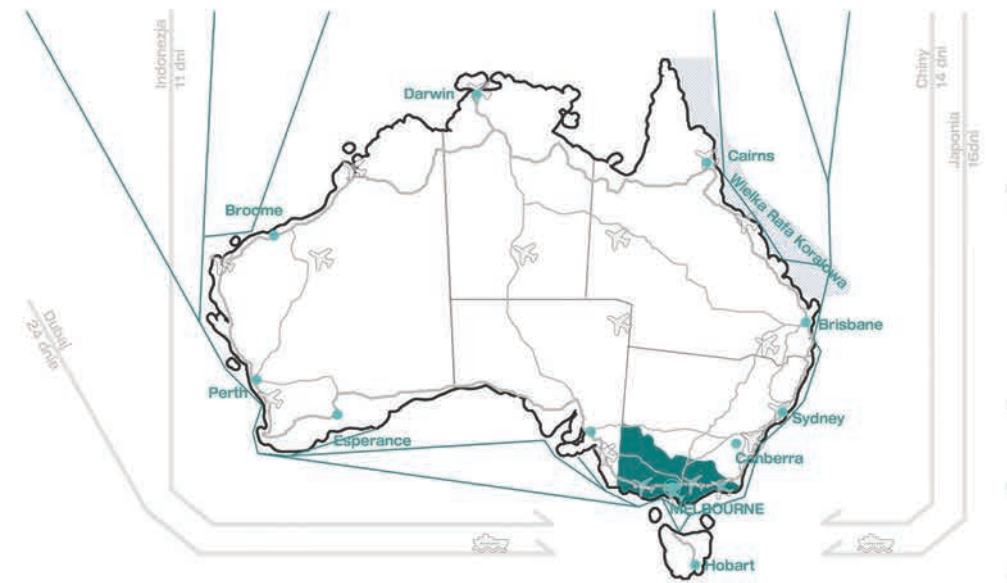 Indonezja
11 dni
Chiny
14 dni
Japonia
16dni
Darwin
Cairns
Wielka Rafa Koralowa
Broome
Dubaj
24 dnie
Brisbane
Perth
Esperance
Sydney
Canberra
MELBOURNE
Hobart